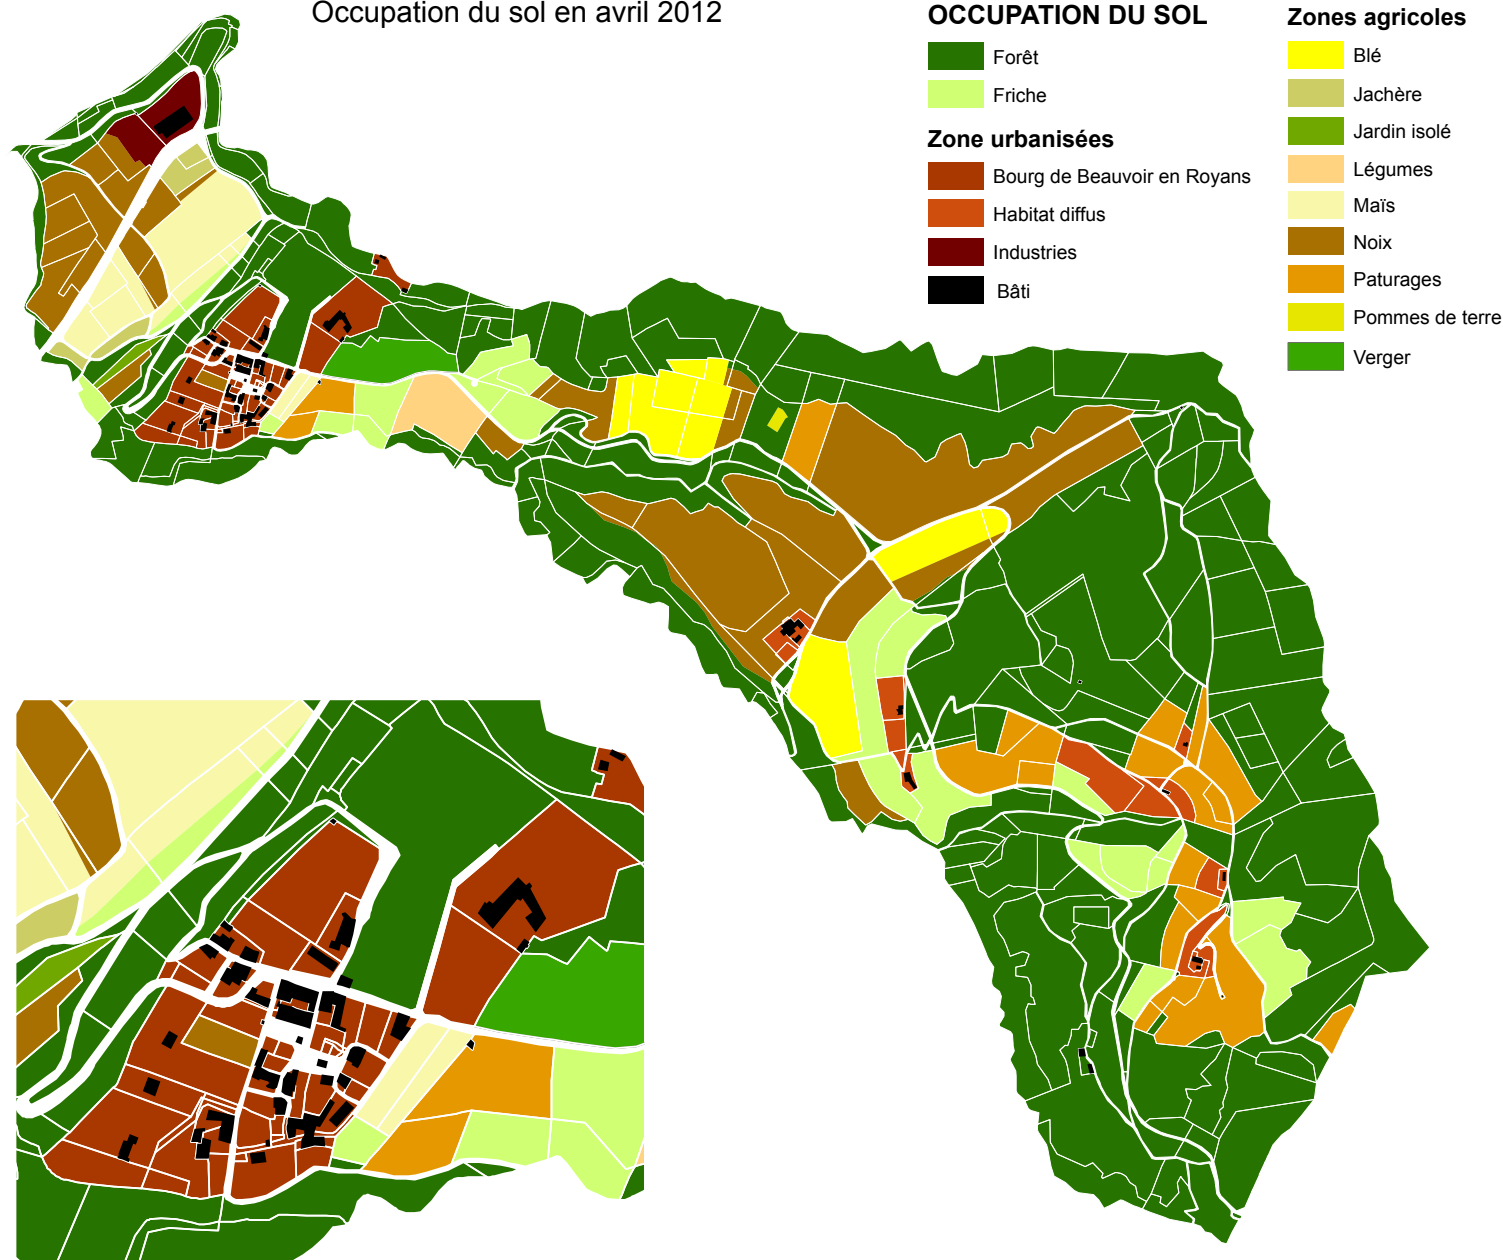 Occupation du sol en avril 2012
OCCUPATION DU SOL
Forêt
Friche
Zone urbanisées
Bourg de Beauvoir en Royans
Habitat diffus
Industries
Bâti
Zones agricoles
Blé
Jachère
Jardin isolé
Légumes
Maïs
Noix
Paturages
Pommes de terre
Verger